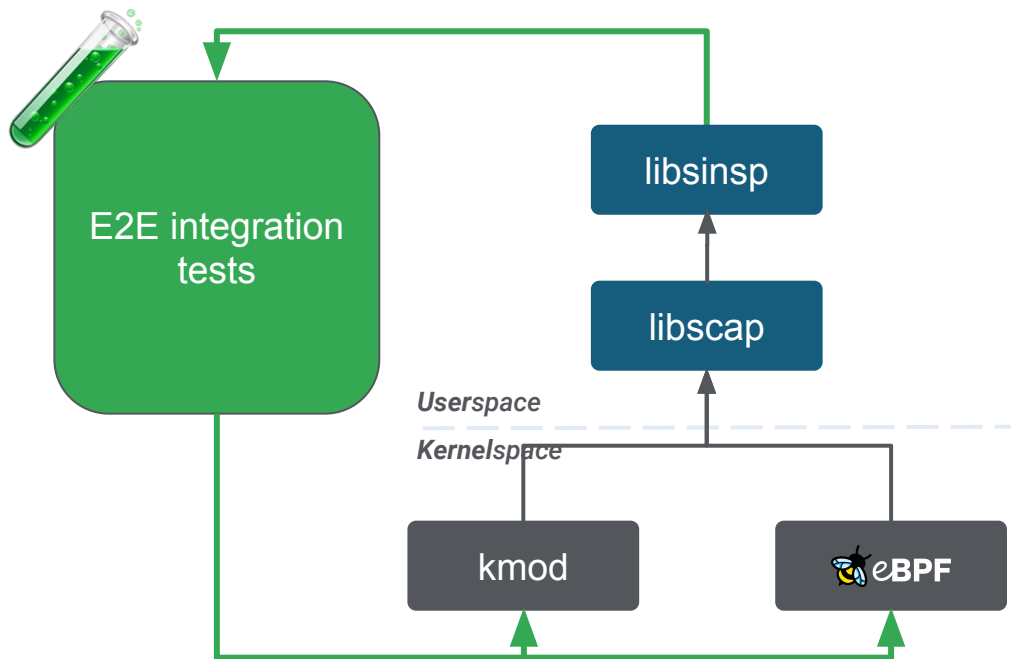 libsinsp
E2E integration
tests
libscap
Userspace
Kernelspace
kmod
eBPF